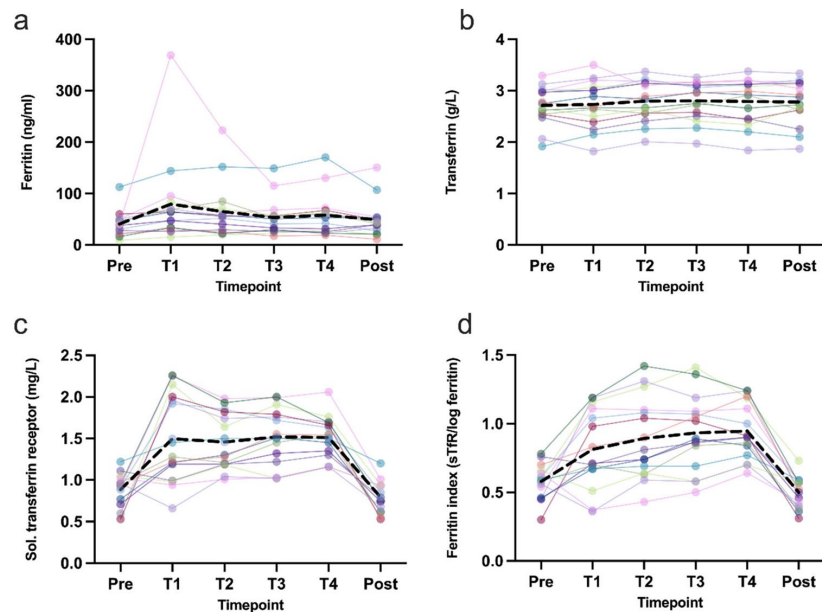 a
400
300
200
100
0
Ferritin (ng/ml)
Pre T1 T2 T3 T4 Post
Timepoint
b
4
3
2
1
0
Transferrin (g/L)
Pre T1 T2 T3 T4 Post
Timepoint
c
2.5
2.0
1.5
1.0
0.5
0.0
Sol. transferrin receptor (mg/L)
Pre T1 T2 T3 T4 Post
Timepoint
d
1.5
1.0
0.5
0.0
Ferritin index (sTfR/log ferritin)
Pre T1 T2 T3 T4 Post
Timepoint